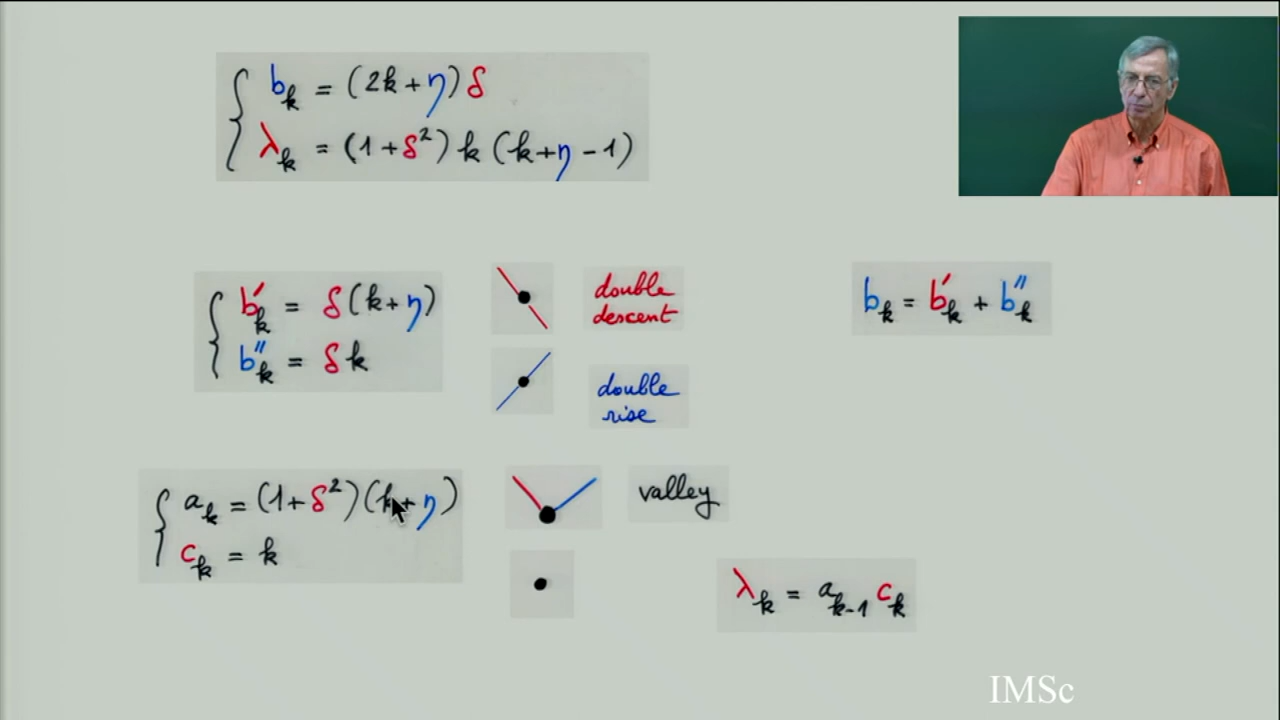 b_k = (2k+η)δ
λ_k = (1+δ²) k (k+η-1)
b'_k = δ(k+η)
double descent
b_k = b'_k + b''_k
b''_k = δk
double rise
a_k = (1+δ²)(k+η)
valley
c_k = k
λ_k = a_{k-1} c_k
IMSc